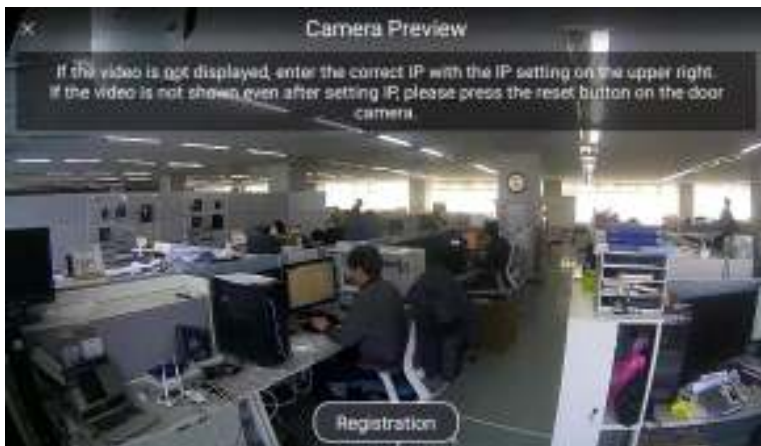 Camera Preview
If the video is not displayed, enter the correct IP with the IP setting on the upper right.
If the video is not shown even after setting IP, please press the reset button on the door
camera.
Registration